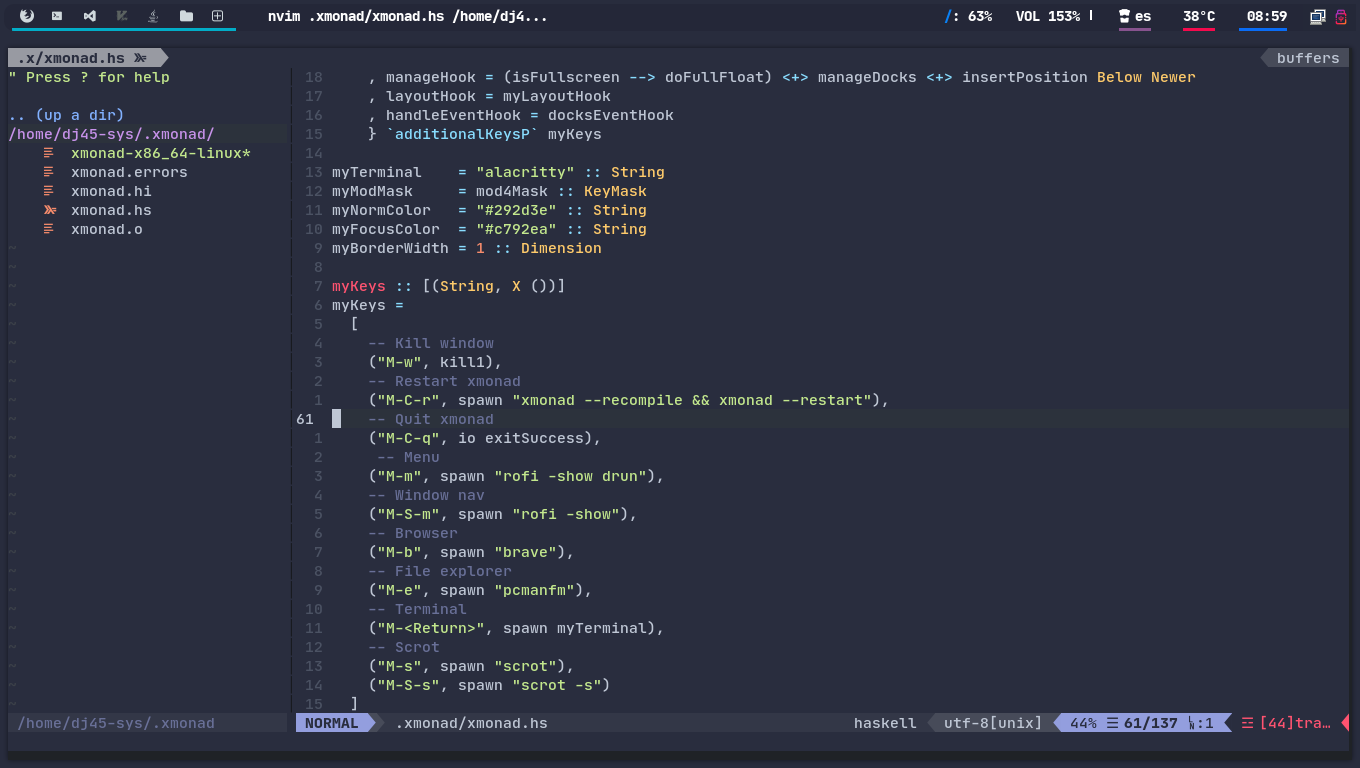 nvim .xmonad/xmonad.hs /home/dj4... /: 63% VOL 153% es 38°C 08:59
.x/xmonad.hs buffers
" Press ? for help
.. (up a dir)
/home/dj45-sys/.xmonad/
xmonad-x86_64-linux*
xmonad.errors
xmonad.hi
xmonad.hs
xmonad.o
18 , manageHook = (isFullscreen --> doFullFloat) <+> manageDocks <+> insertPosition Below Newer
17 , layoutHook = myLayoutHook
16 , handleEventHook = docksEventHook
15 } `additionalKeysP` myKeys
14
13 myTerminal = "alacritty" :: String
12 myModMask = mod4Mask :: KeyMask
11 myNormColor = "#292d3e" :: String
10 myFocusColor = "#c792ea" :: String
9 myBorderWidth = 1 :: Dimension
8
7 myKeys :: [(String, X ())]
6 myKeys =
5 [
4 -- Kill window
3 ("M-w", kill1),
2 -- Restart xmonad
1 ("M-C-r", spawn "xmonad --recompile && xmonad --restart"),
61 -- Quit xmonad
1 ("M-C-q", io exitSuccess),
2 -- Menu
3 ("M-m", spawn "rofi -show drun"),
4 -- Window nav
5 ("M-S-m", spawn "rofi -show"),
6 -- Browser
7 ("M-b", spawn "brave"),
8 -- File explorer
9 ("M-e", spawn "pcmanfm"),
10 -- Terminal
11 ("M-<Return>", spawn myTerminal),
12 -- Scrot
13 ("M-s", spawn "scrot"),
14 ("M-S-s", spawn "scrot -s")
15 ]
/home/dj45-sys/.xmonad NORMAL .xmonad/xmonad.hs haskell utf-8[unix] 44% ☰ 61/137 :1 [44]tra…